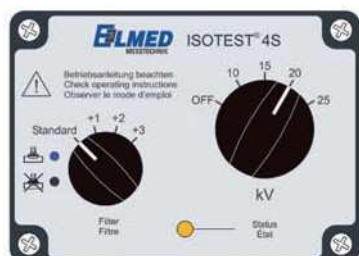 ELMED ISOTEST® 4S
MESSTECHNIK
Betriebsanleitung beachten
Check operating instructions
Observer le mode d'emploi
Standard +1 +2 +3
Filter
Filtre
OFF 10 15 20 25
kV
Status
État